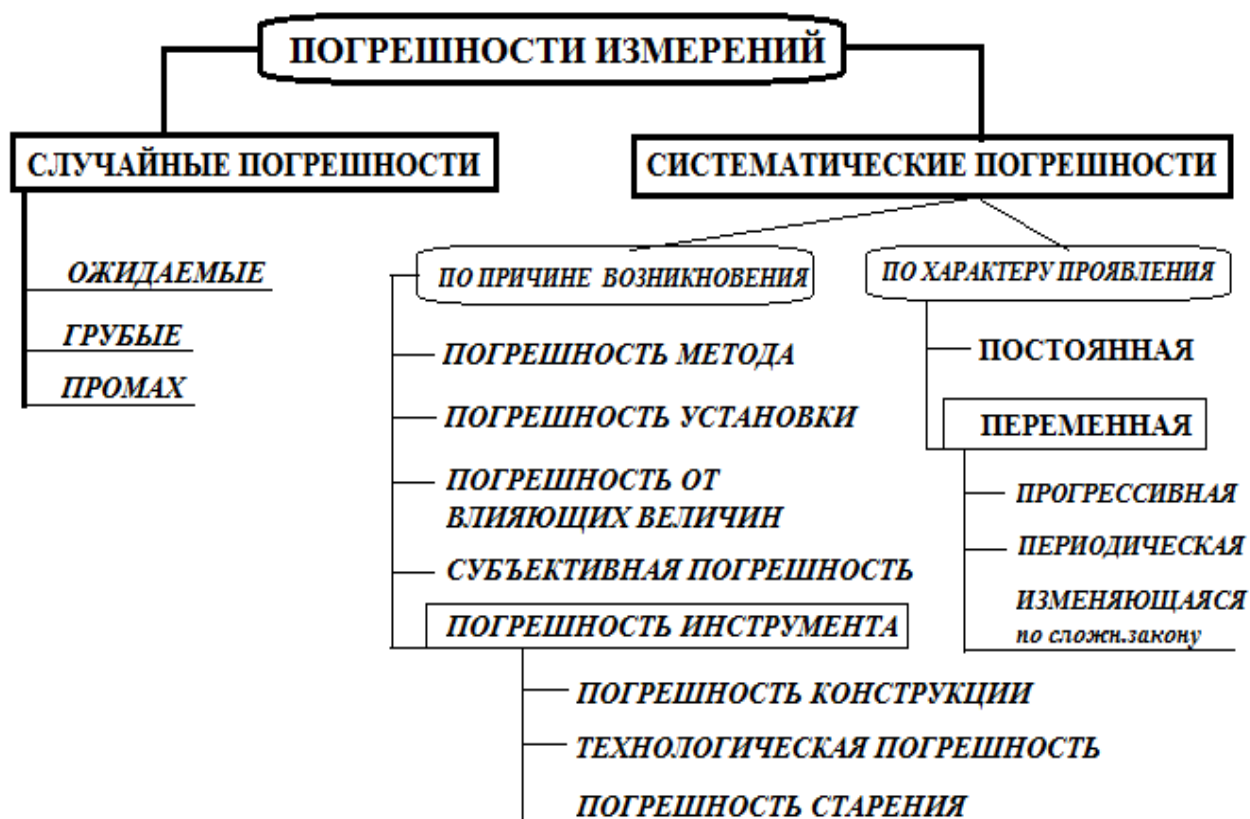 ПОГРЕШНОСТИ ИЗМЕРЕНИЙ
СЛУЧАЙНЫЕ ПОГРЕШНОСТИ
ОЖИДАЕМЫЕ
ГРУБЫЕ
ПРОМАХ
СИСТЕМАТИЧЕСКИЕ ПОГРЕШНОСТИ
ПО ПРИЧИНЕ ВОЗНИКНОВЕНИЯ
ПОГРЕШНОСТЬ МЕТОДА
ПОГРЕШНОСТЬ УСТАНОВКИ
ПОГРЕШНОСТЬ ОТ
ВЛИЯЮЩИХ ВЕЛИЧИН
СУБЪЕКТИВНАЯ ПОГРЕШНОСТЬ
ПОГРЕШНОСТЬ ИНСТРУМЕНТА
ПОГРЕШНОСТЬ КОНСТРУКЦИИ
ТЕХНОЛОГИЧЕСКАЯ ПОГРЕШНОСТЬ
ПОГРЕШНОСТЬ СТАРЕНИЯ
ПО ХАРАКТЕРУ ПРОЯВЛЕНИЯ
ПОСТОЯННАЯ
ПЕРЕМЕННАЯ
ПРОГРЕССИВНАЯ
ПЕРИОДИЧЕСКАЯ
ИЗМЕНЯЮЩАЯСЯ
по сложн.закону